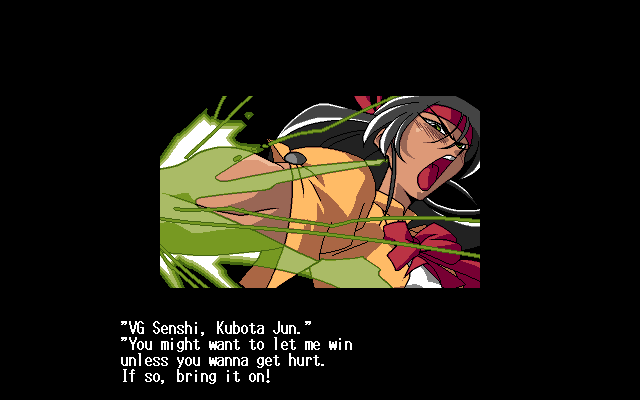 "VG Senshi, Kubota Jun."
"You might want to let me win
unless you wanna get hurt.
If so, bring it on!